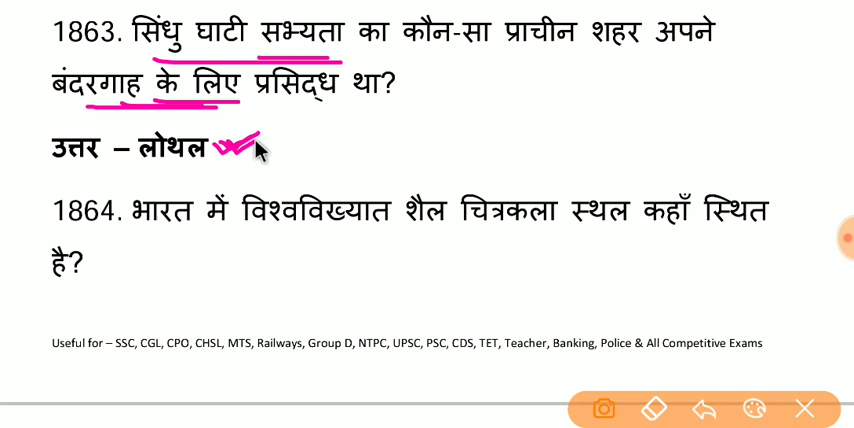 1863. सिंधु घाटी सभ्यता का कौन-सा प्राचीन शहर अपने
बंदरगाह के लिए प्रसिद्ध था?
उत्तर – लोथल
1864. भारत में विश्वविख्यात शैल चित्रकला स्थल कहाँ स्थित
है?
Useful for – SSC, CGL, CPO, CHSL, MTS, Railways, Group D, NTPC, UPSC, PSC, CDS, TET, Teacher, Banking, Police & All Competitive Exams